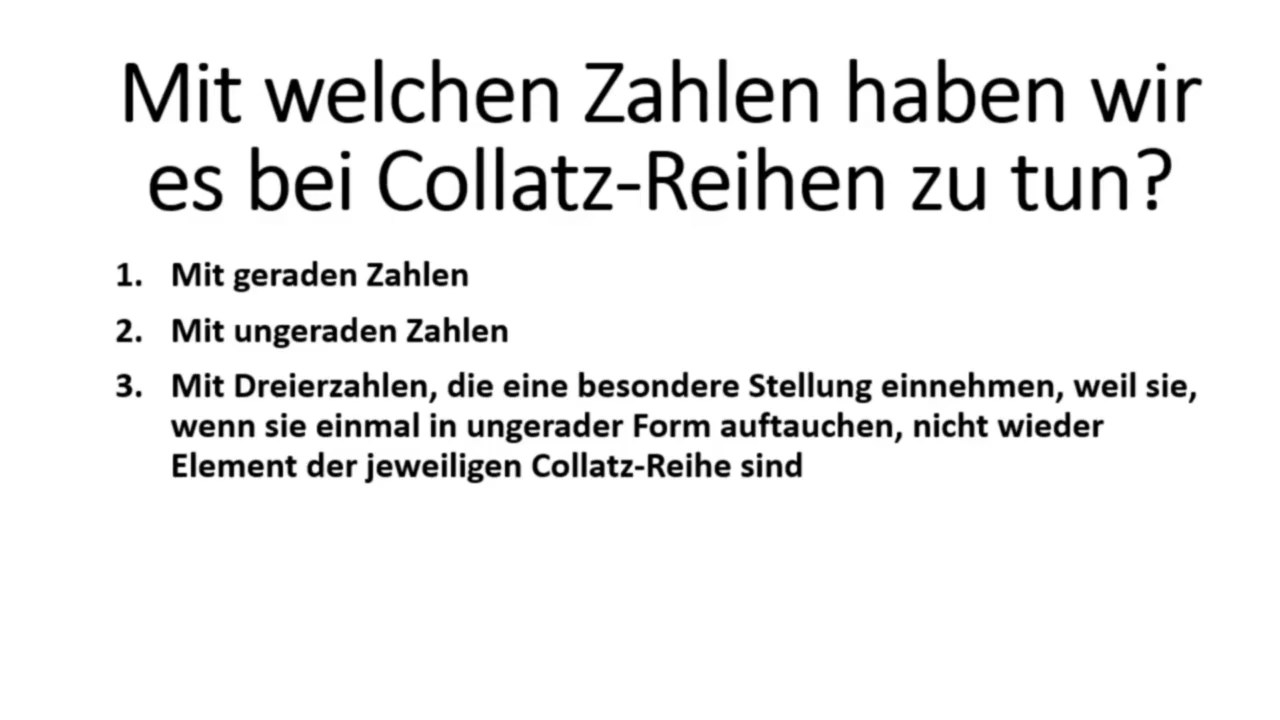 Mit welchen Zahlen haben wir
es bei Collatz-Reihen zu tun?
1. Mit geraden Zahlen
2. Mit ungeraden Zahlen
3. Mit Dreierzahlen, die eine besondere Stellung einnehmen, weil sie,
wenn sie einmal in ungerader Form auftauchen, nicht wieder
Element der jeweiligen Collatz-Reihe sind